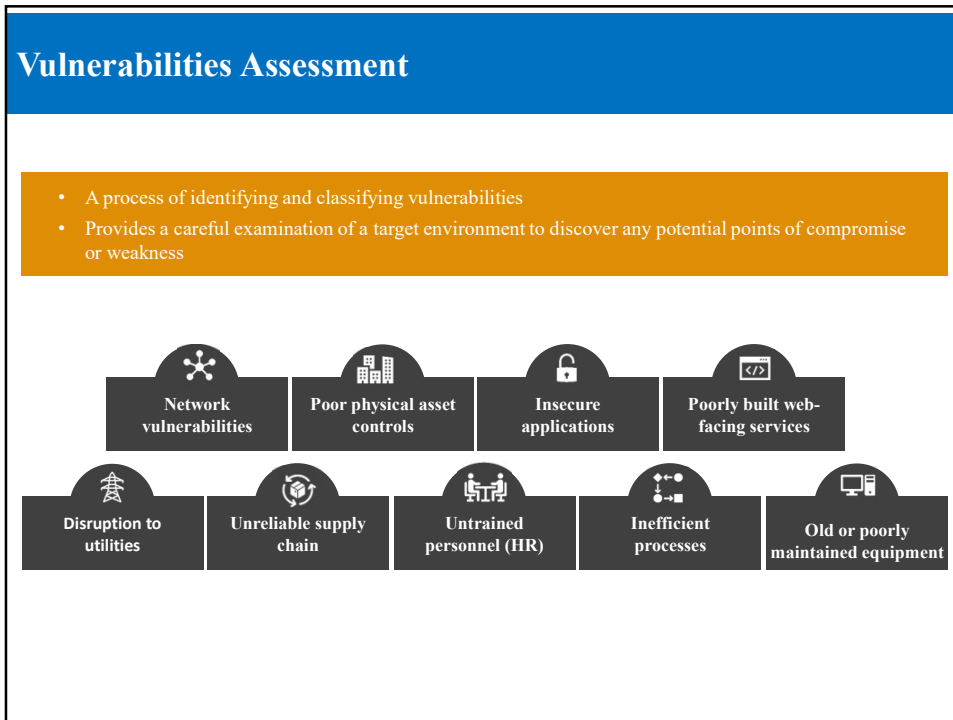 Vulnerabilities Assessment
• A process of identifying and classifying vulnerabilities
• Provides a careful examination of a target environment to discover any potential points of compromise
or weakness
Network
vulnerabilities
Poor physical asset
controls
Insecure
applications
Poorly built web-
facing services
Disruption to
utilities
Unreliable supply
chain
Untrained
personnel (HR)
Inefficient
processes
Old or poorly
maintained equipment